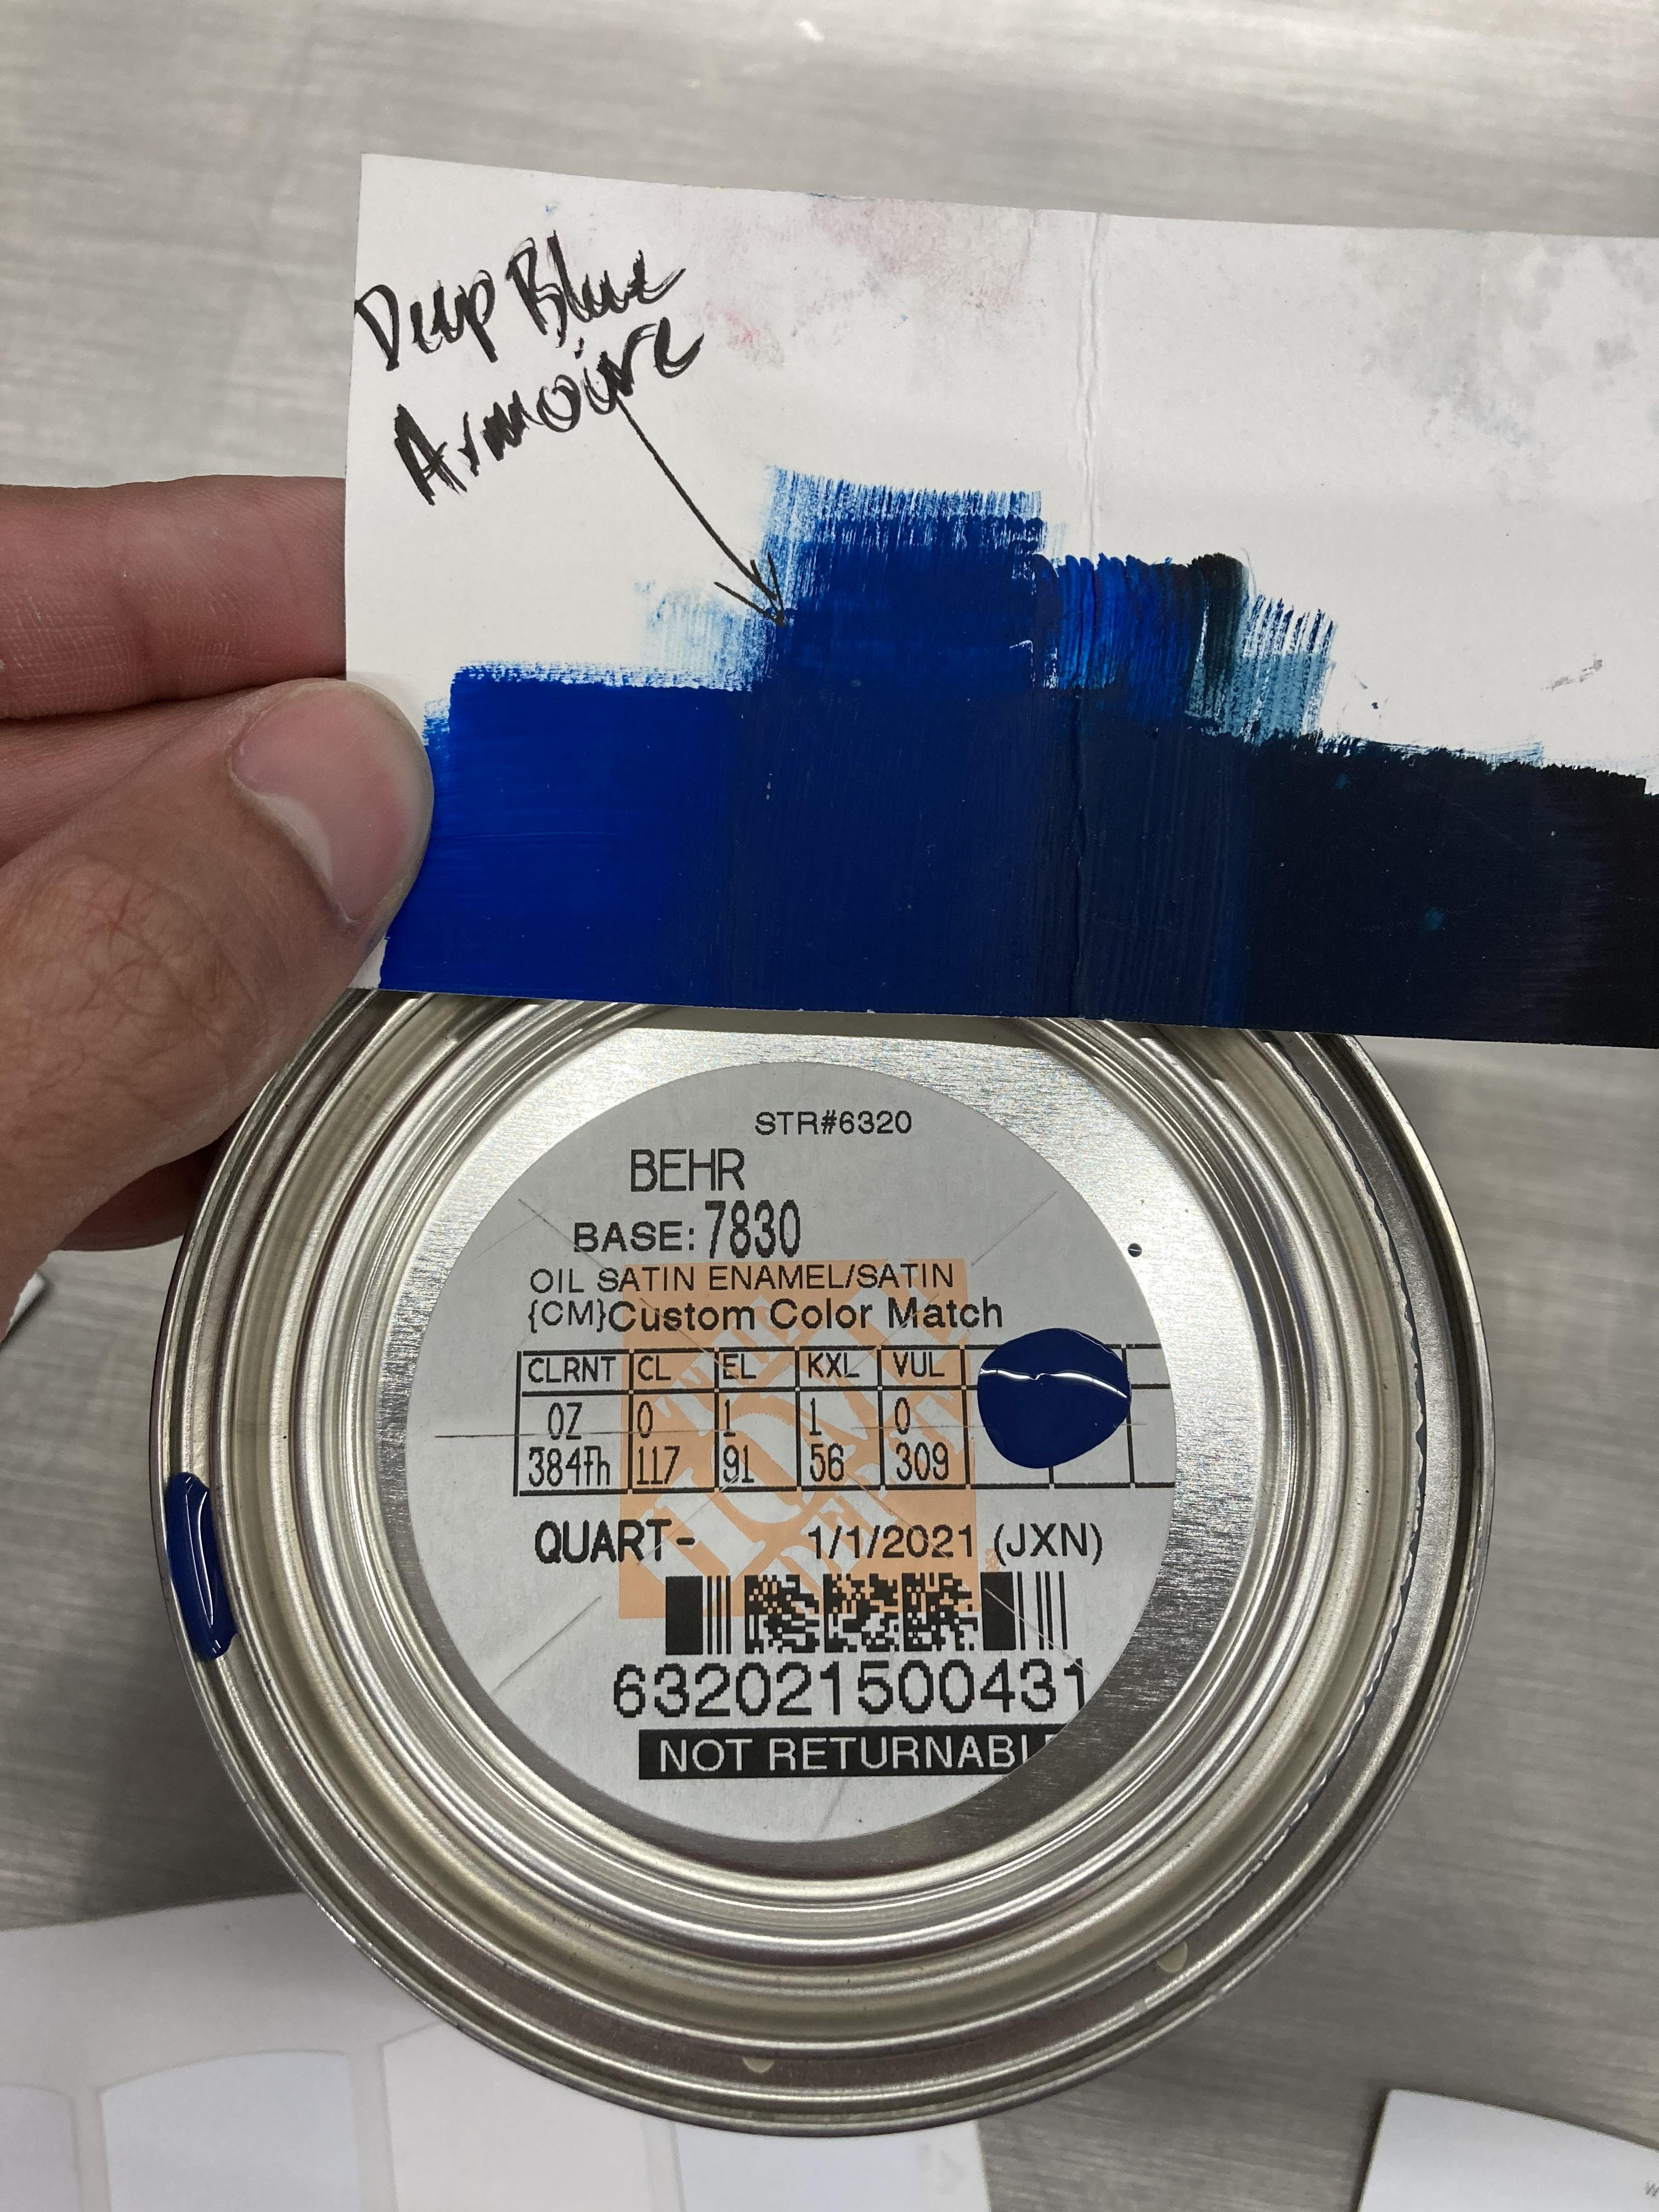 Deep Blue
Armoire
STR#6320
BEHR
BASE: 7830
OIL SATIN ENAMEL/SATIN
{CM}Custom Color Match
CLRNT CL EL KXL VUL
OZ 0 1 1 0
384th 117 91 56 309
QUART- 1/1/2021 (JXN)
632021500431
NOT RETURNABLE